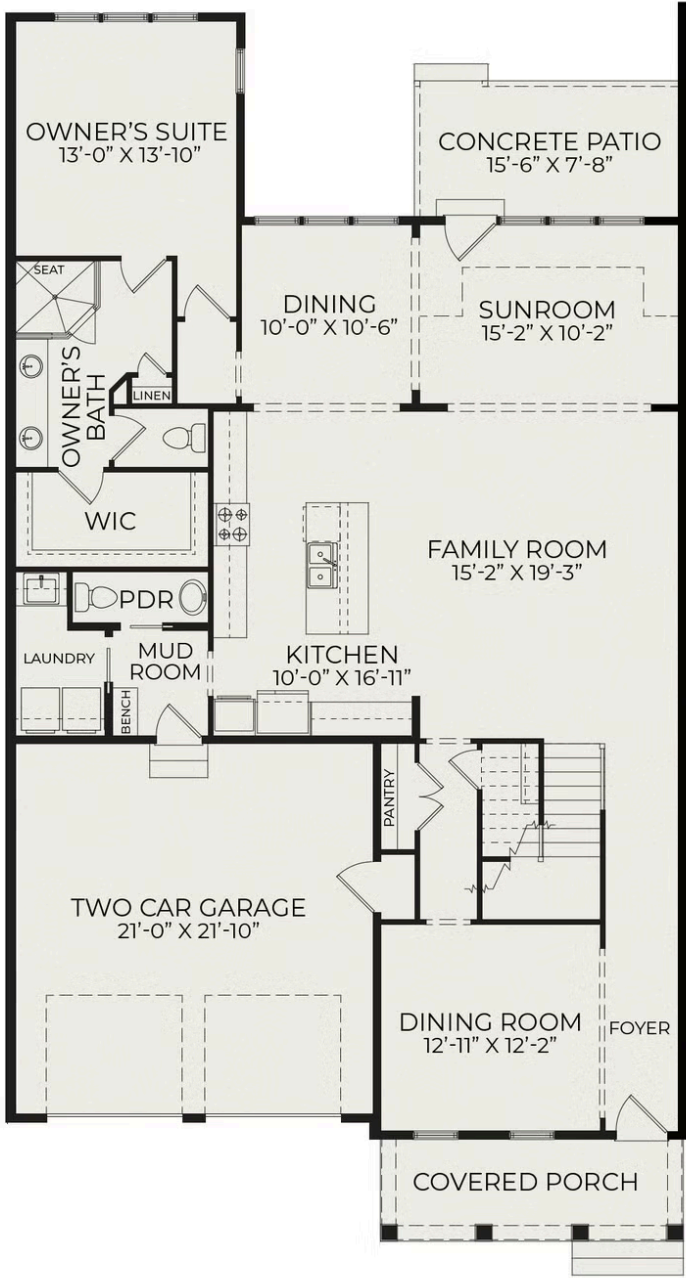 OWNER'S SUITE
13'-0" X 13'-10"
CONCRETE PATIO
15'-6" X 7'-8"
SEAT
DINING
10'-0" X 10'-6"
SUNROOM
15'-2" X 10'-2"
OWNER'S
BATH
LINEN
WIC
FAMILY ROOM
15'-2" X 19'-3"
PDR
LAUNDRY
MUD
ROOM
BENCH
KITCHEN
10'-0" X 16'-11"
PANTRY
TWO CAR GARAGE
21'-0" X 21'-10"
DINING ROOM
12'-11" X 12'-2"
FOYER
COVERED PORCH